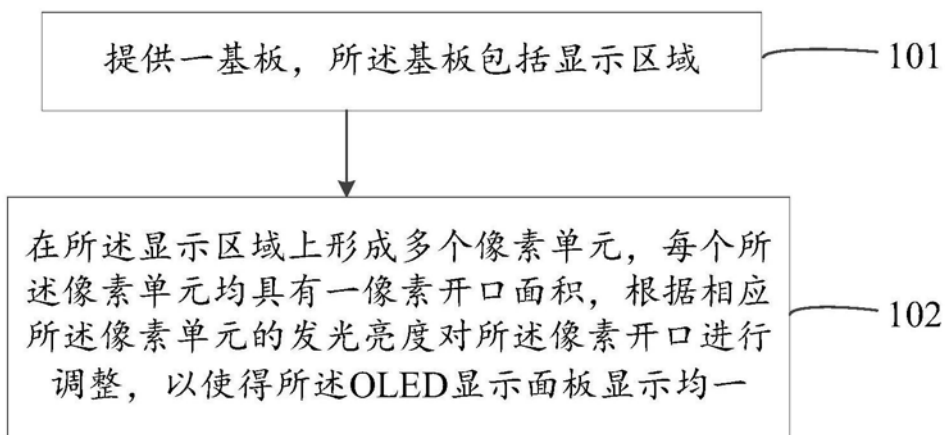 提供一基板，所述基板包括显示区域
101
在所述显示区域上形成多个像素单元，每个所
述像素单元均具有一像素开口面积，根据相应
所述像素单元的发光亮度对所述像素开口进行
调整，以使得所述OLED显示面板显示均一
102